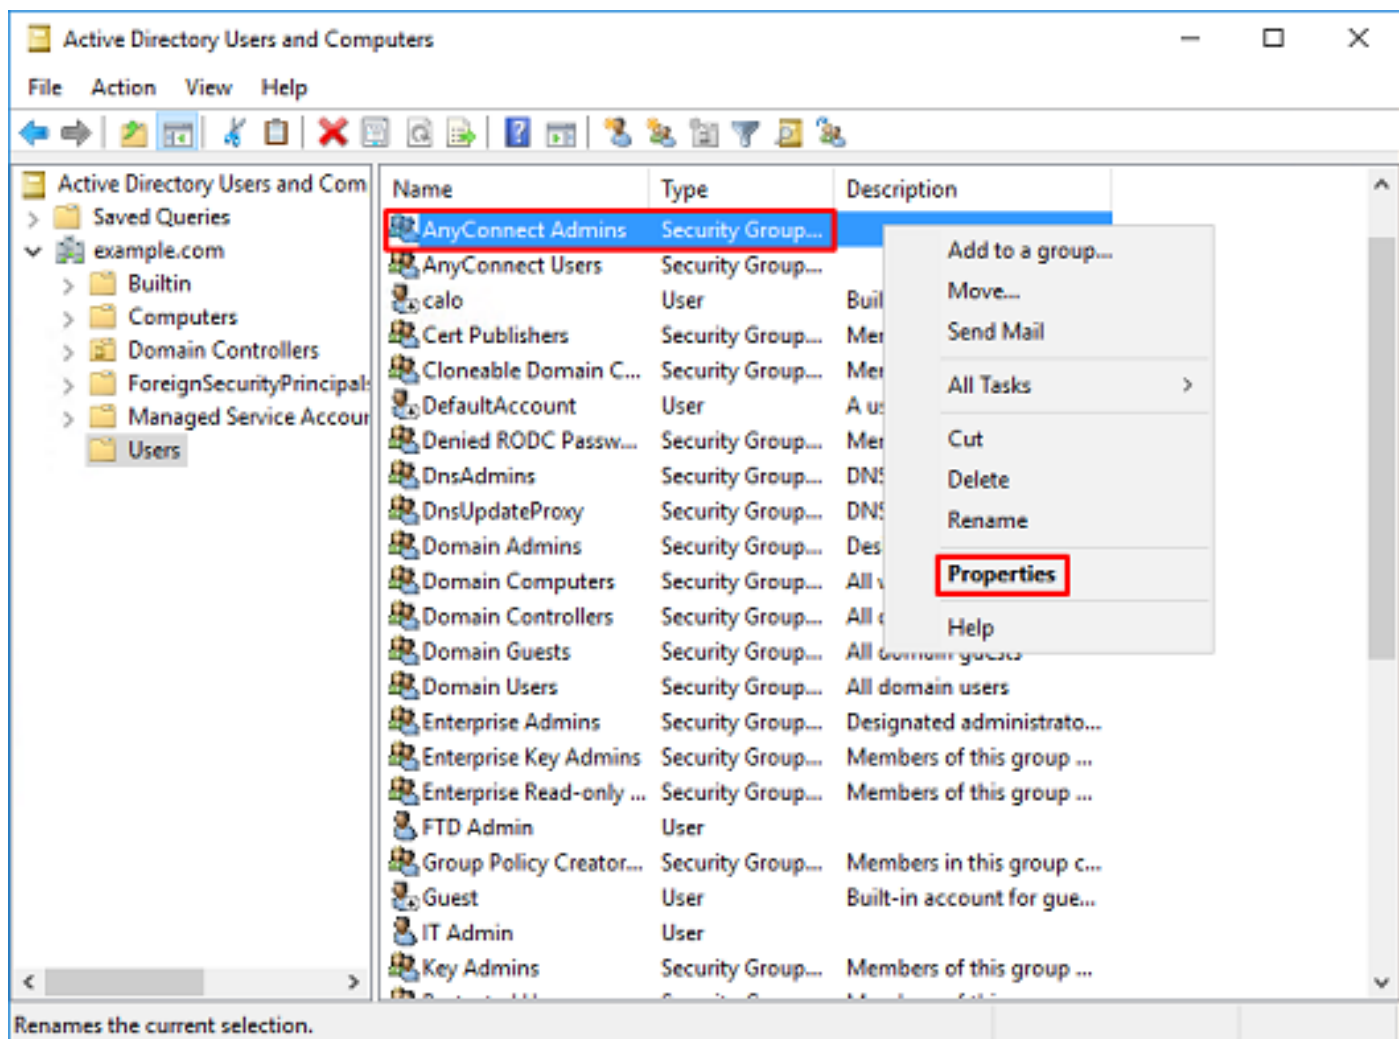 Active Directory Users and Computers
File Action View Help
Active Directory Users and Com
Saved Queries
example.com
Builtin
Computers
Domain Controllers
ForeignSecurityPrincipals
Managed Service Accour
Users
Name Type Description
AnyConnect Admins Security Group...
AnyConnect Users Security Group...
calo User Buil
Cert Publishers Security Group... Mer
Cloneable Domain C... Security Group... Mer
DefaultAccount User A us
Denied RODC Passw... Security Group... Mer
DnsAdmins Security Group... DNS
DnsUpdateProxy Security Group... DNS
Domain Admins Security Group... Des
Domain Computers Security Group... All
Domain Controllers Security Group... All
Domain Guests Security Group... All domain guests
Domain Users Security Group... All domain users
Enterprise Admins Security Group... Designated administrato...
Enterprise Key Admins Security Group... Members of this group ...
Enterprise Read-only ... Security Group... Members of this group ...
FTD Admin User
Group Policy Creator... Security Group... Members in this group c...
Guest User Built-in account for gue...
IT Admin User
Key Admins Security Group... Members of this group ...
Add to a group...
Move...
Send Mail
All Tasks
Cut
Delete
Rename
Properties
Help
Renames the current selection.